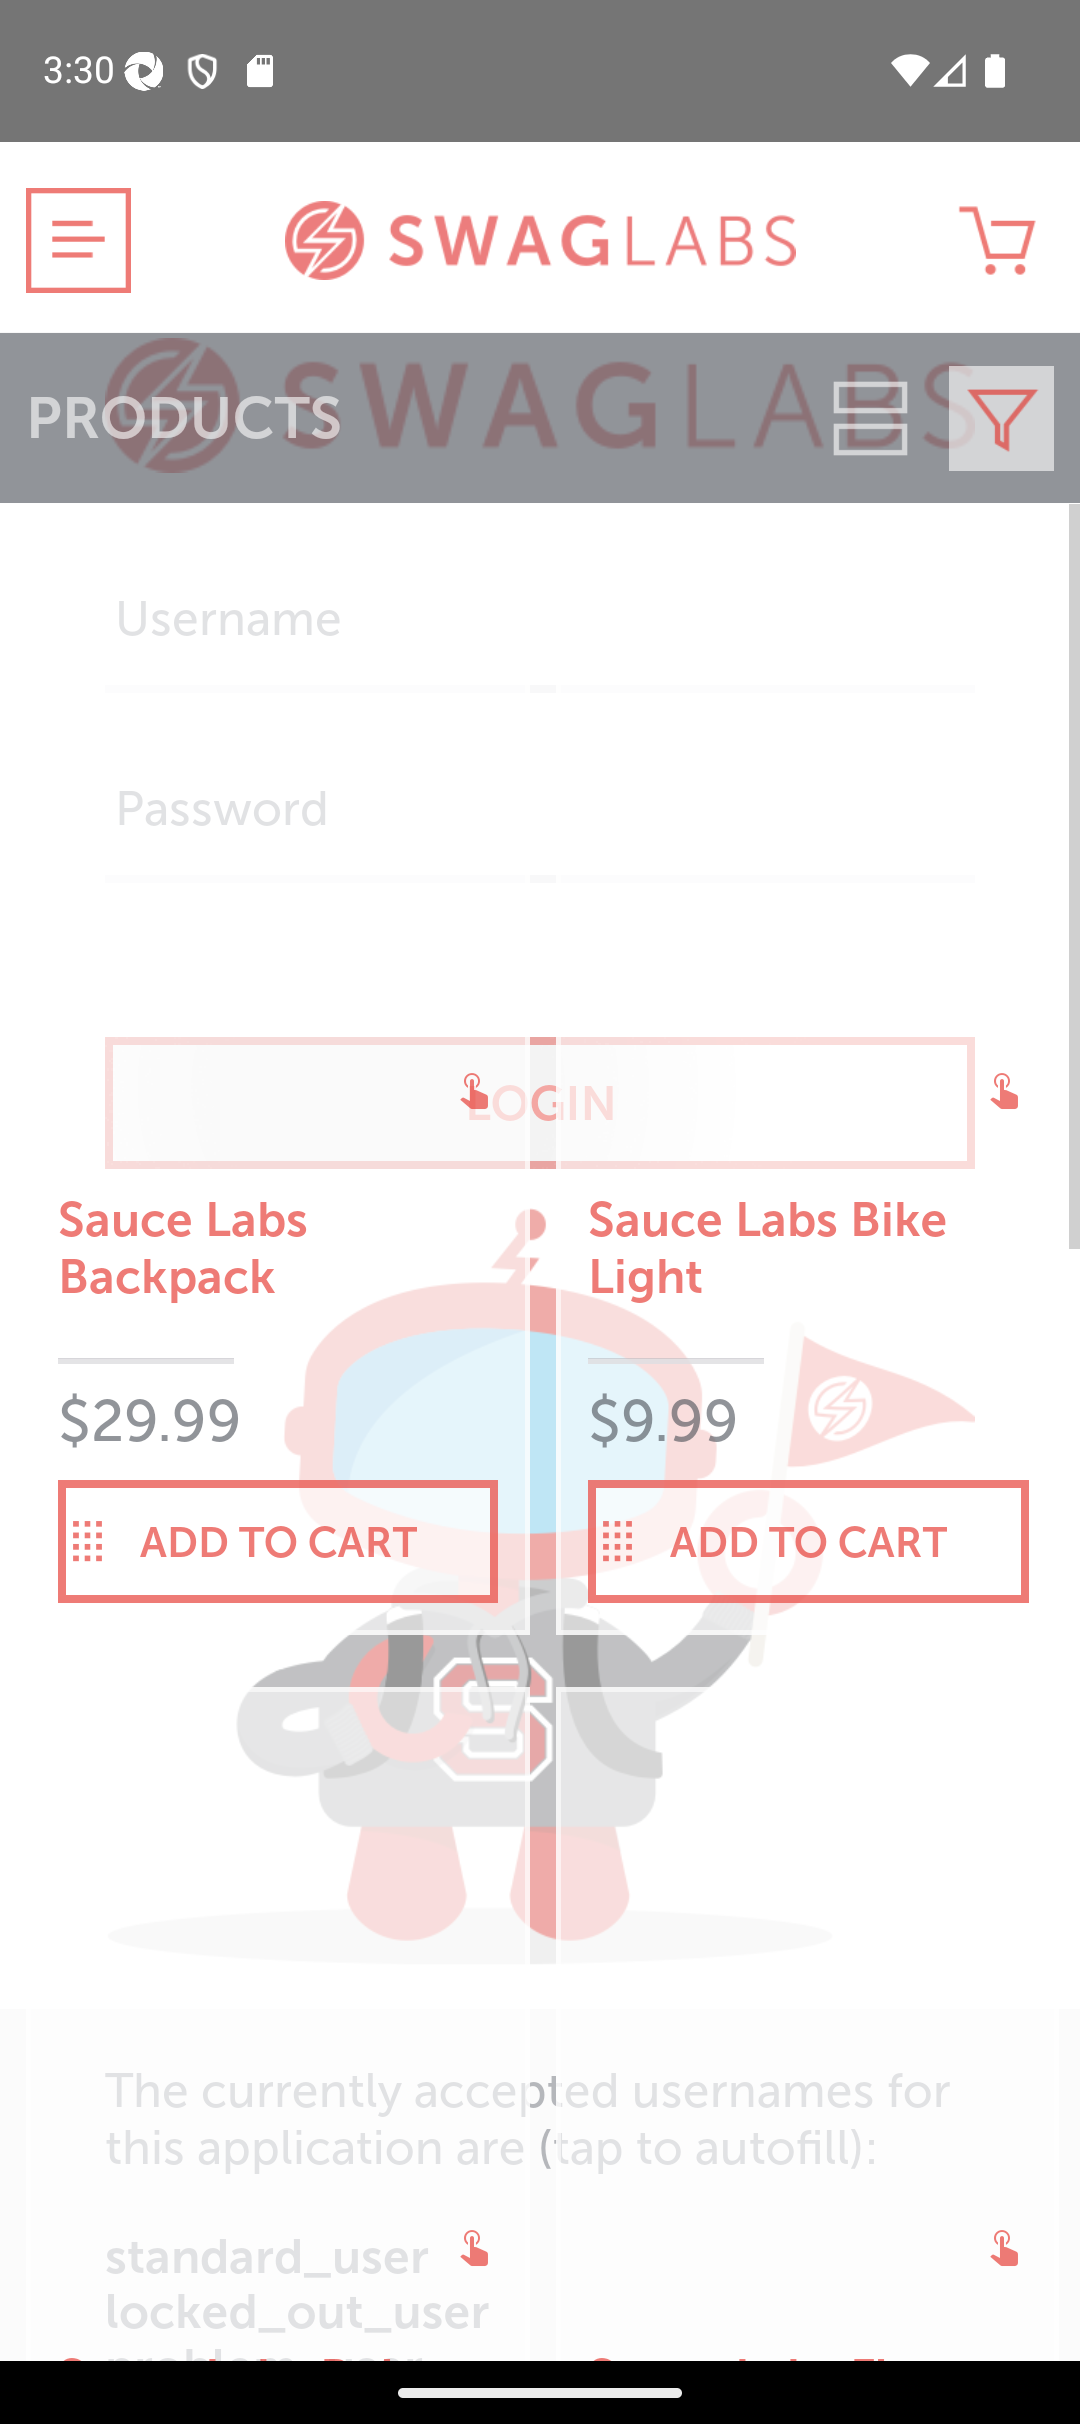 3:30
SWAGLABS
SWAGLABS
PRODUCTS
Username
Password
LOGIN
Sauce Labs
Backpack
$29.99
ADD TO CART
Sauce Labs Bike
Light
$9.99
ADD TO CART
The currently accepted usernames for
this application are (tap to autofill):
standard_user
locked_out_user